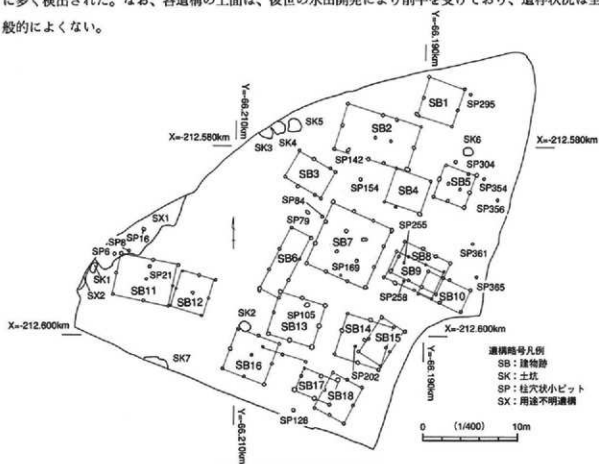 に多く検出された。なお、各遺構の上面は、後世の水田開発により削平を受けており、遺存状況は全
般的によくない。
Y=-66.190km
Y=-66.210km
X=-212.580km
X=-212.580km
SB1
SP295
SK5
SK3
SK4
SB2
SK6
SP142
SP304
SB3
SP154
SB4
SB5
SP354
SP356
SP84
SP79
SX1
SP16
SP8
SP6
SP255
SB7
SB8
SP361
SB6
SB9
SP169
SP365
SK1
SP21
SX2
SB11
SB12
SP258
SB10
SK2
SP105
SB13
SB14
SB15
X=-212.600km
X=-212.600km
SB16
SP202
SK7
SB17
SB18
SP126
Y=-66.190km
Y=-66.210km
遺構略号凡例
SB：建物跡
SK：土坑
SP：柱穴状小ピット
SX：用途不明遺構
0 (1/400) 10m